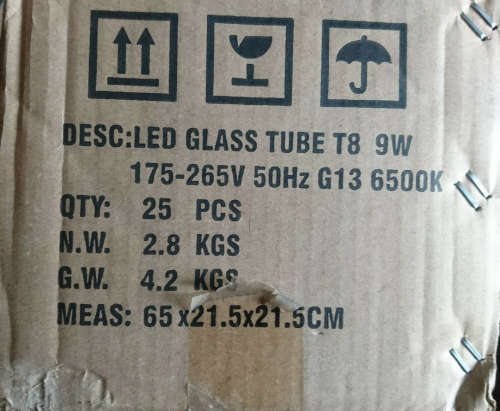 DESC:LED GLASS TUBE T8 9W
175-265V 50Hz G13 6500K
QTY: 25 PCS
N.W. 2.8 KGS
G.W. 4.2 KGS
MEAS: 65x21.5x21.5CM